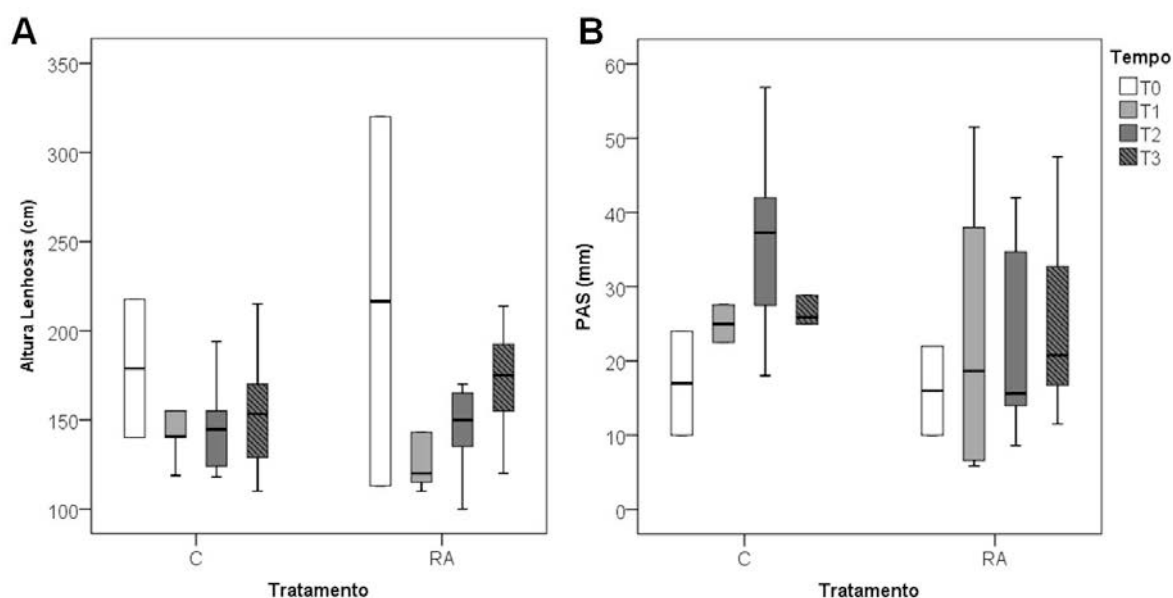 A
Altura Lenhosas (cm)
350
300
250
200
150
100
C
RA
Tratamento
B
PAS (mm)
60
50
40
30
20
10
0
C
RA
Tratamento
Tempo
T0
T1
T2
T3